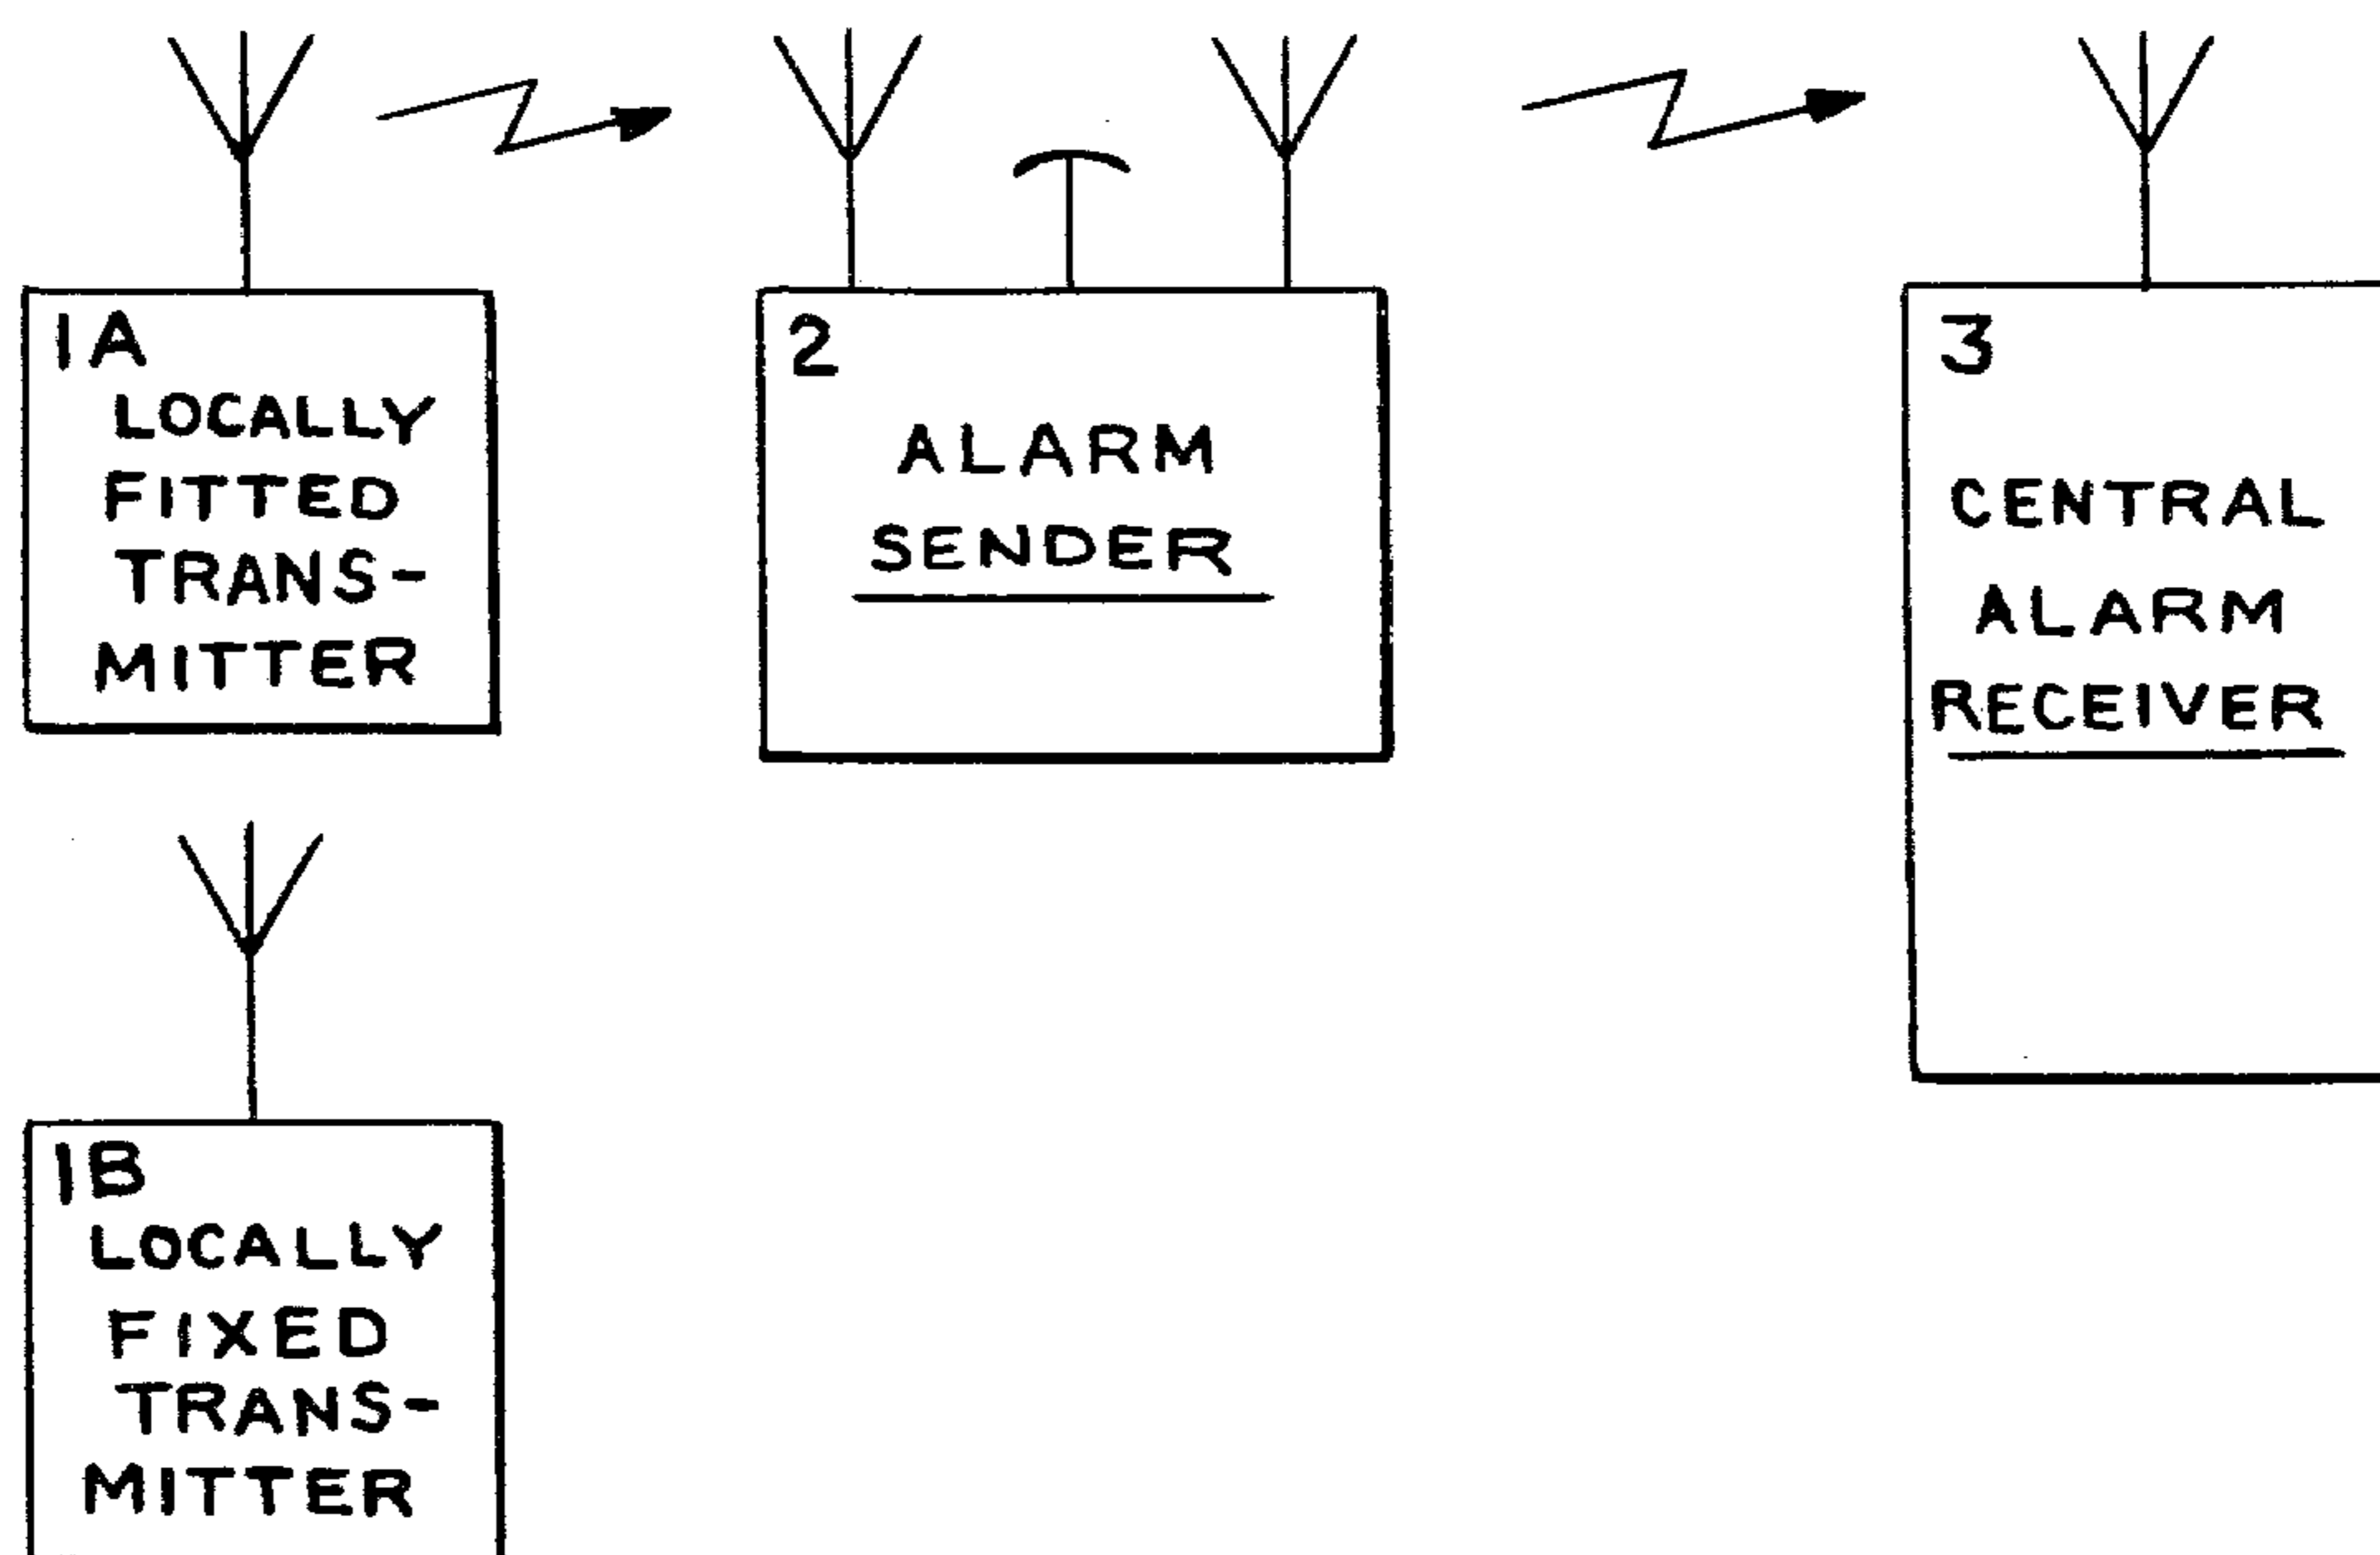 1A
LOCALLY
FITTED
TRANS-
MITTER
2
ALARM
SENDER
3
CENTRAL
ALARM
RECEIVER
1B
LOCALLY
FIXED
TRANS-
MITTER